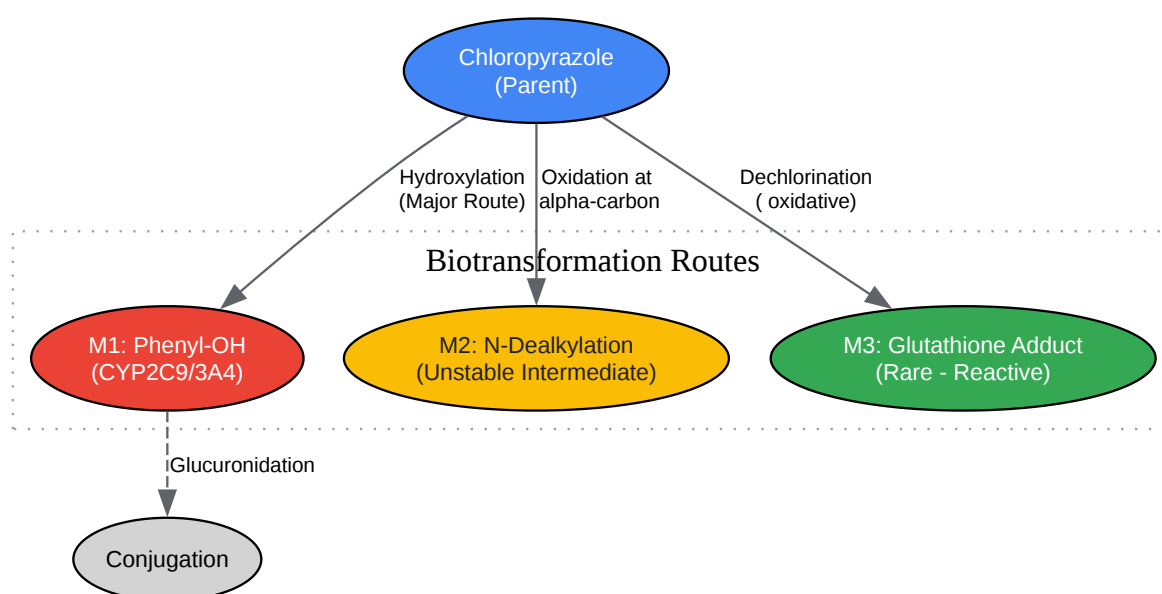 Chloropyrazole
(Parent)
Hydroxylation
(Major Route)
Oxidation at
alpha-carbon
Dechlorination
( oxidative)
Biotransformation Routes
M1: Phenyl-OH
(CYP2C9/3A4)
M2: N-Dealkylation
(Unstable Intermediate)
M3: Glutathione Adduct
(Rare - Reactive)
Glucuronidation
Conjugation